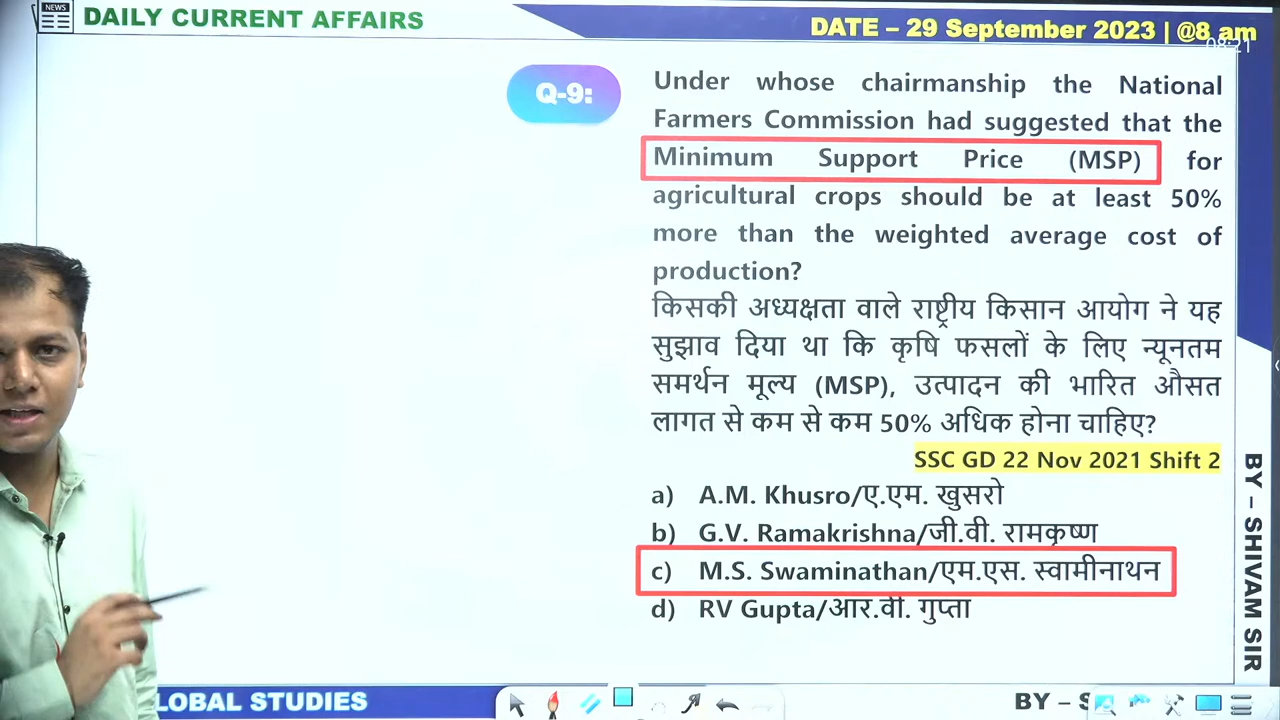 NEWS
DAILY CURRENT AFFAIRS
DATE – 29 September 2023 | @8 am
08:21
Q-9:
Under whose chairmanship the National
Farmers Commission had suggested that the
Minimum Support Price (MSP) for
agricultural crops should be at least 50%
more than the weighted average cost of
production?
किसकी अध्यक्षता वाले राष्ट्रीय किसान आयोग ने यह
सुझाव दिया था कि कृषि फसलों के लिए न्यूनतम
समर्थन मूल्य (MSP), उत्पादन की भारित औसत
लागत से कम से कम 50% अधिक होना चाहिए?
SSC GD 22 Nov 2021 Shift 2
a) A.M. Khusro/ए.एम. खुसरो
b) G.V. Ramakrishna/जी.वी. रामकृष्ण
c) M.S. Swaminathan/एम.एस. स्वामीनाथन
d) RV Gupta/आर.वी. गुप्ता
BY – SHIVAM SIR
LOBAL STUDIES
BY – S